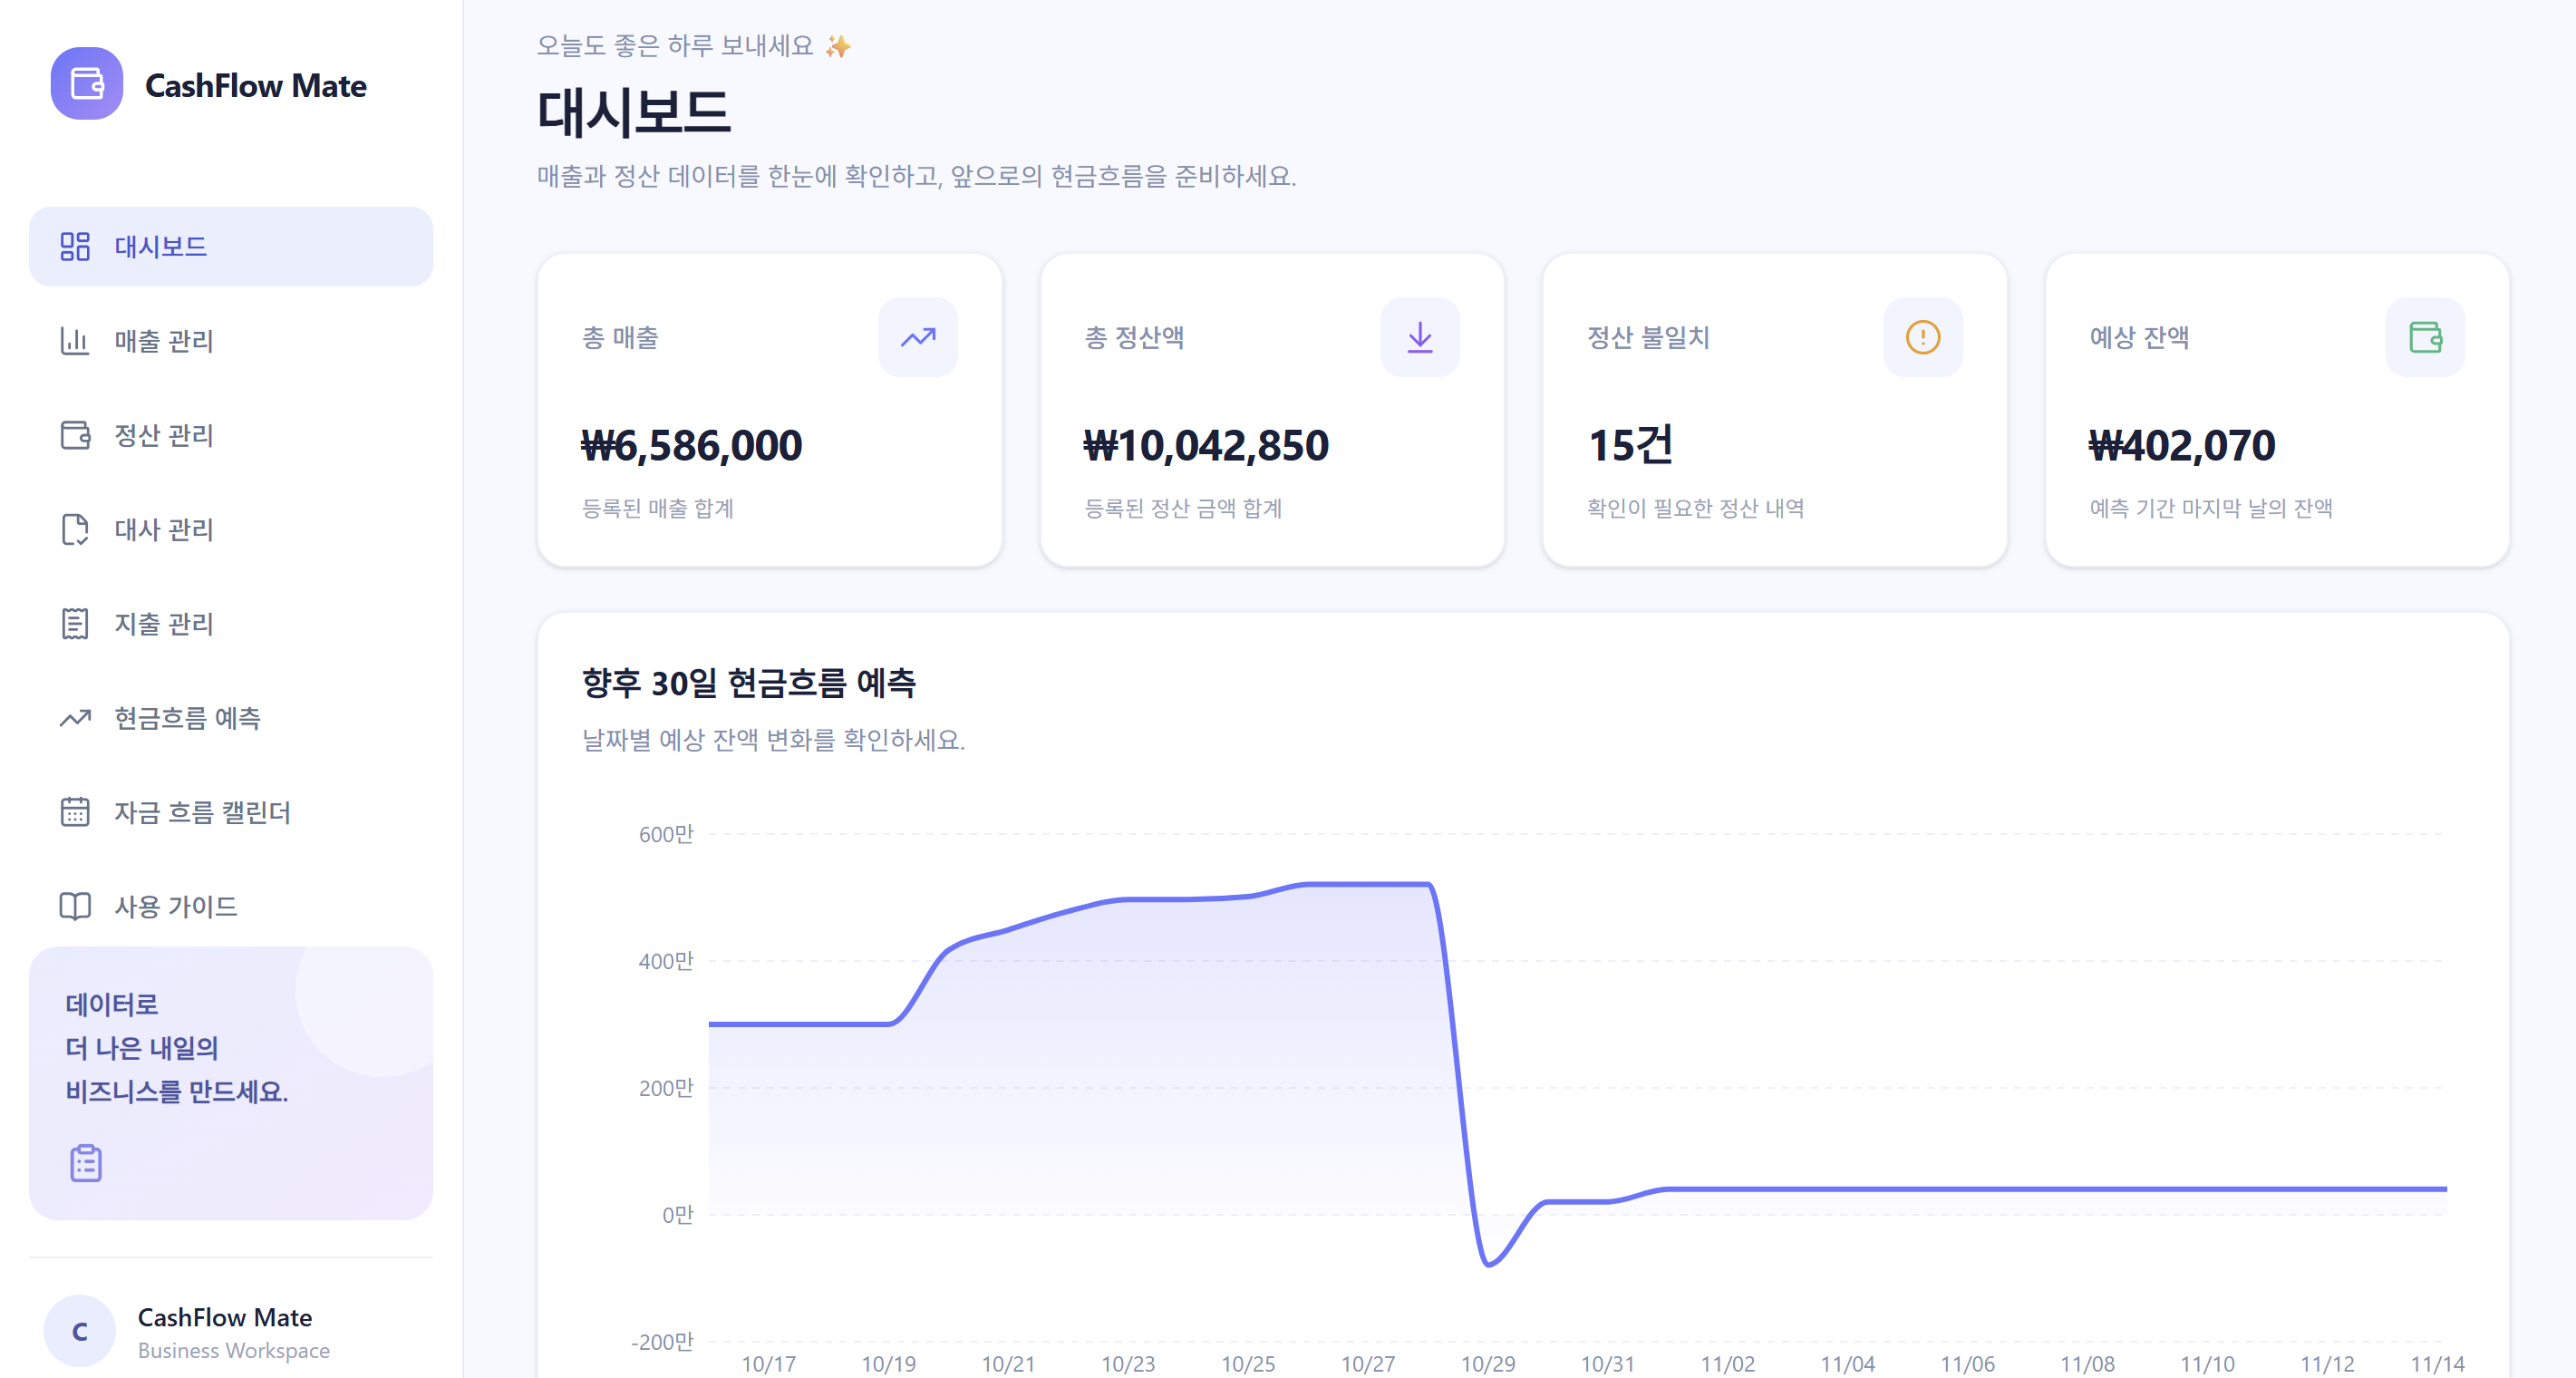 CashFlow Mate
대시보드
매출 관리
정산 관리
대사 관리
지출 관리
현금흐름 예측
자금 흐름 캘린더
사용 가이드
데이터로
더 나은 내일의
비즈니스를 만드세요.
C
CashFlow Mate
Business Workspace
오늘도 좋은 하루 보내세요 ✨
대시보드
매출과 정산 데이터를 한눈에 확인하고, 앞으로의 현금흐름을 준비하세요.
총 매출
₩6,586,000
등록된 매출 합계
총 정산액
₩10,042,850
등록된 정산 금액 합계
정산 불일치
15건
확인이 필요한 정산 내역
예상 잔액
₩402,070
예측 기간 마지막 날의 잔액
향후 30일 현금흐름 예측
날짜별 예상 잔액 변화를 확인하세요.
600만
400만
200만
0만
-200만
10/17 10/19 10/21 10/23 10/25 10/27 10/29 10/31 11/02 11/04 11/06 11/08 11/10 11/12 11/14